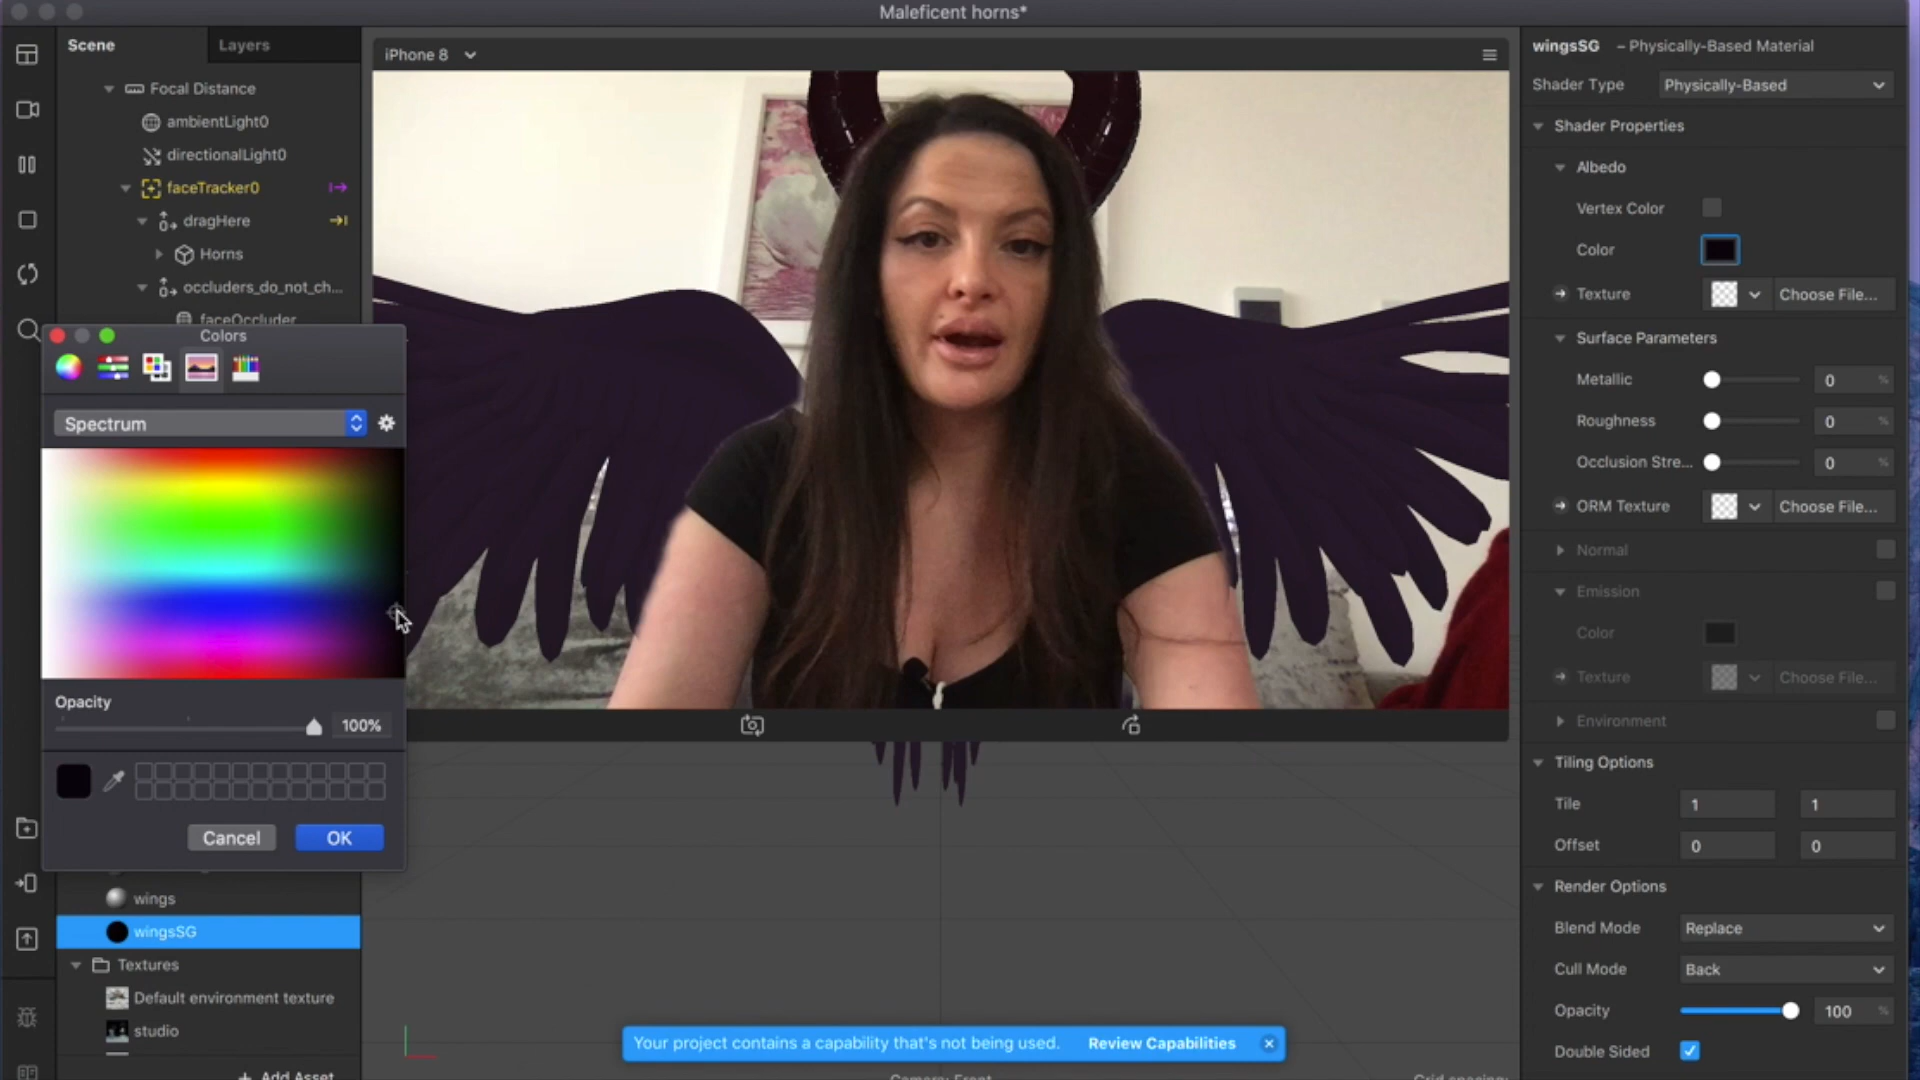 Maleficent horns*
Scene
Layers
Focal Distance
ambientLight0
directionalLight0
faceTracker0
dragHere
Horns
occluders_do_not_ch...
faceOccluder
Colors
Spectrum
Opacity
100%
Cancel
OK
wings
wingsSG
Textures
Default environment texture
studio
Add Asset
iPhone 8
Your project contains a capability that's not being used. Review Capabilities
Camera: Front
Grid spacing:
wingsSG – Physically-Based Material
Shader Type Physically-Based
Shader Properties
Albedo
Vertex Color
Color
Texture Choose File...
Surface Parameters
Metallic 0 %
Roughness 0 %
Occlusion Stre... 0 %
ORM Texture Choose File...
Normal
Emission
Color
Texture Choose File...
Environment
Tiling Options
Tile 1 1
Offset 0 0
Render Options
Blend Mode Replace
Cull Mode Back
Opacity 100 %
Double Sided